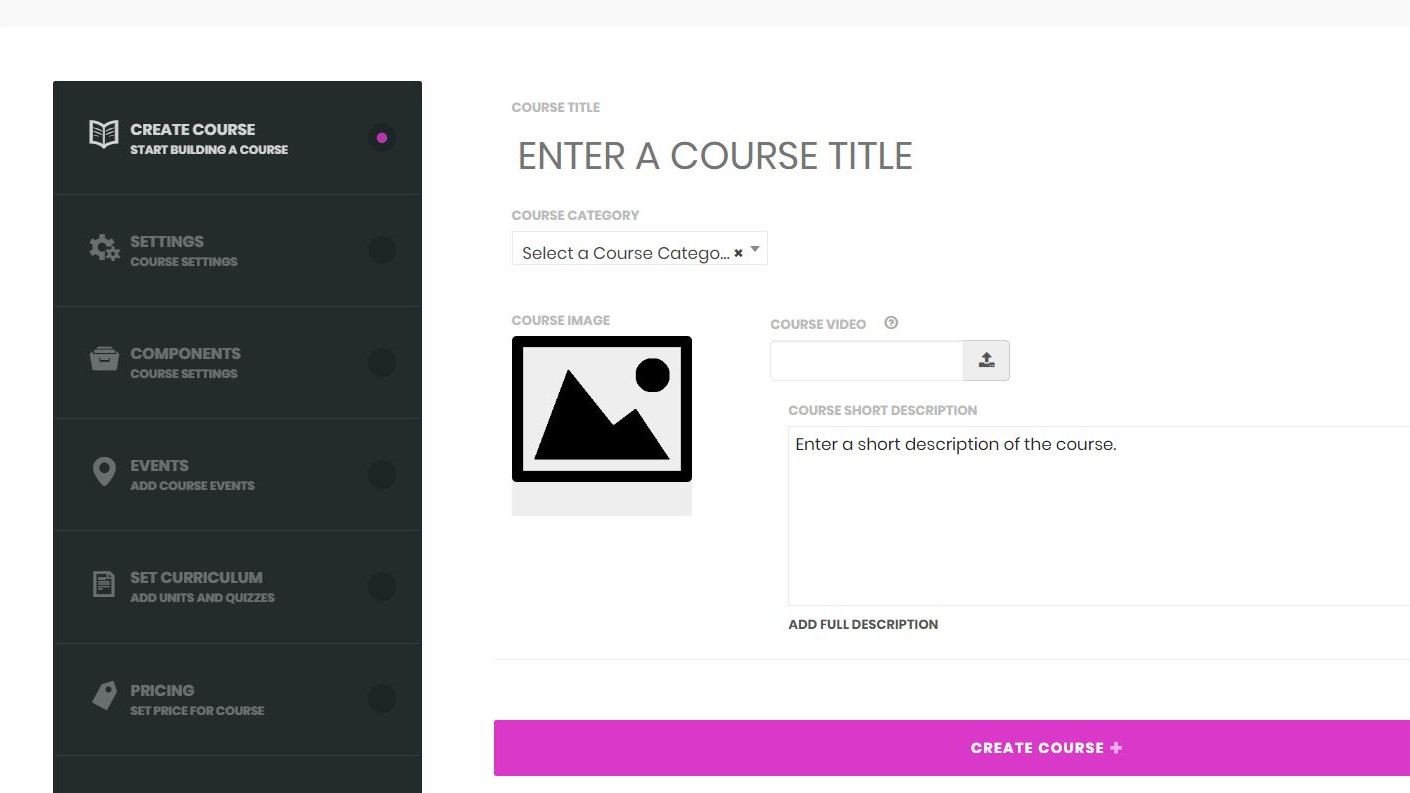 CREATE COURSE
START BUILDING A COURSE
SETTINGS
COURSE SETTINGS
COMPONENTS
COURSE SETTINGS
EVENTS
ADD COURSE EVENTS
SET CURRICULUM
ADD UNITS AND QUIZZES
PRICING
SET PRICE FOR COURSE
COURSE TITLE
ENTER A COURSE TITLE
COURSE CATEGORY
Select a Course Catego... ×
COURSE IMAGE
COURSE VIDEO
COURSE SHORT DESCRIPTION
Enter a short description of the course.
ADD FULL DESCRIPTION
CREATE COURSE +